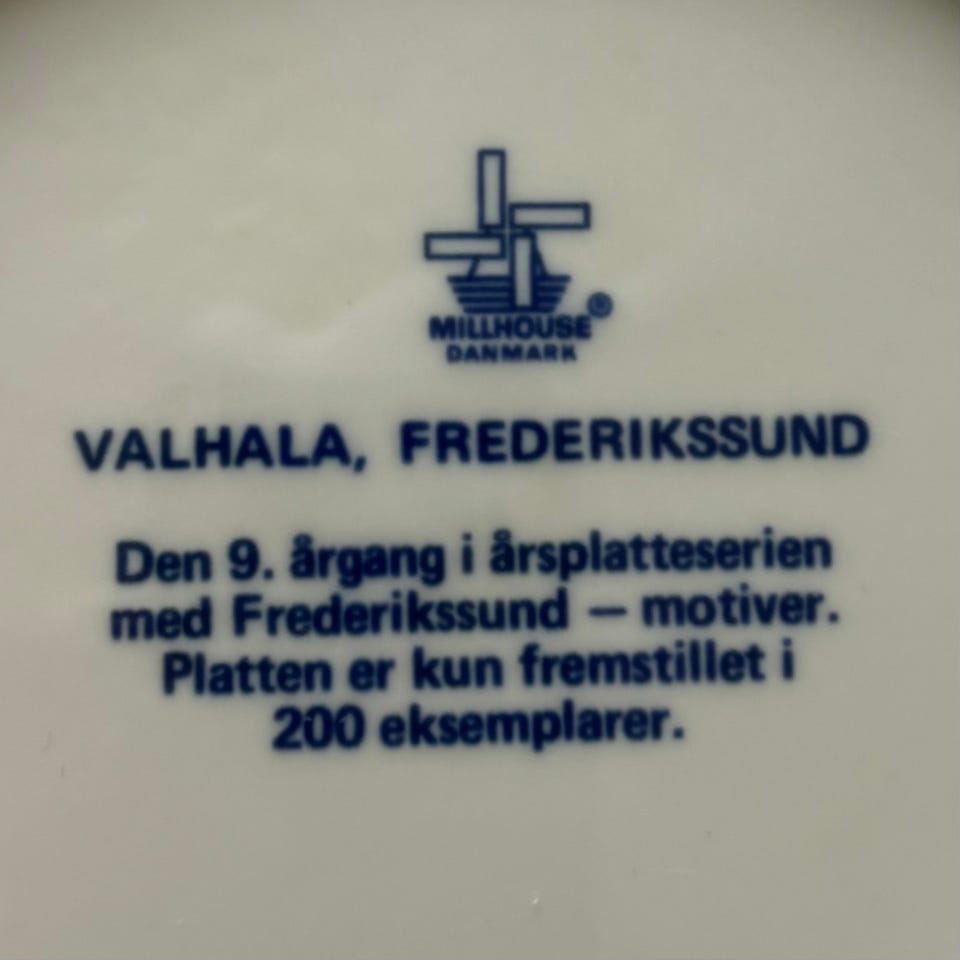 MILLHOUSE ®
DANMARK
VALHALA, FREDERIKSSUND
Den 9. årgang i årsplatteserien
med Frederikssund — motiver.
Platten er kun fremstillet i
200 eksemplarer.